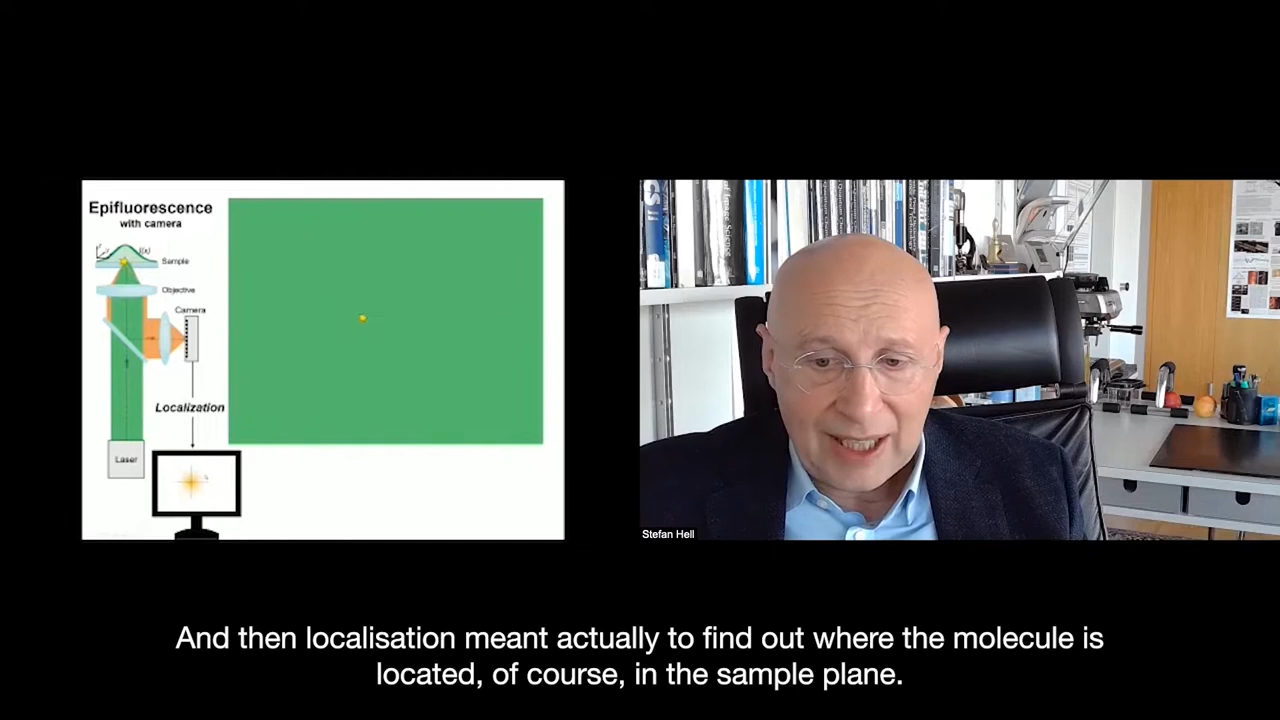 Epifluorescence
with camera
I(x)
Sample
Objective
Camera
Localization
Laser
Stefan Hell
And then localisation meant actually to find out where the molecule is
located, of course, in the sample plane.